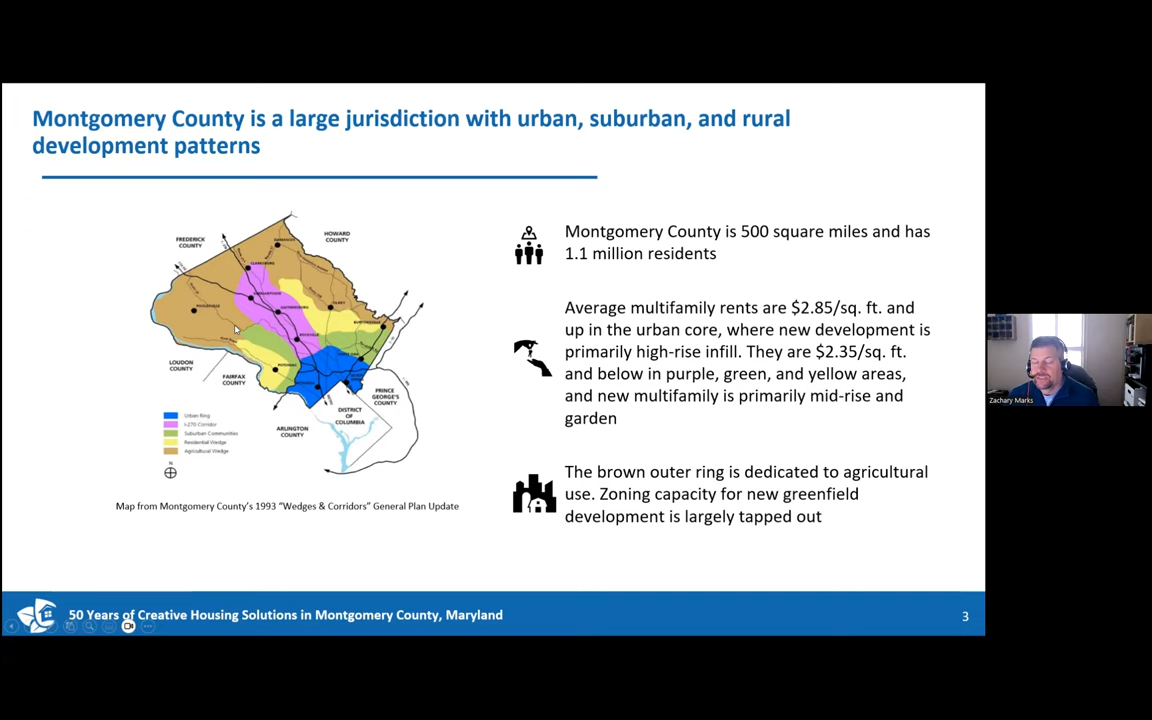 Montgomery County is a large jurisdiction with urban, suburban, and rural
development patterns
FREDERICK
COUNTY
HOWARD
COUNTY
LOUDON
COUNTY
FAIRFAX
COUNTY
PRINCE
GEORGE'S
COUNTY
DISTRICT
OF
COLUMBIA
ARLINGTON
COUNTY
Urban Ring
I-270 Corridor
Suburban Communities
Residential Wedge
Agricultural Wedge
N
Map from Montgomery County's 1993 "Wedges & Corridors" General Plan Update
Montgomery County is 500 square miles and has
1.1 million residents
Average multifamily rents are $2.85/sq. ft. and
up in the urban core, where new development is
primarily high-rise infill. They are $2.35/sq. ft.
and below in purple, green, and yellow areas,
and new multifamily is primarily mid-rise and
garden
The brown outer ring is dedicated to agricultural
use. Zoning capacity for new greenfield
development is largely tapped out
50 Years of Creative Housing Solutions in Montgomery County, Maryland
3
Zachary Marks